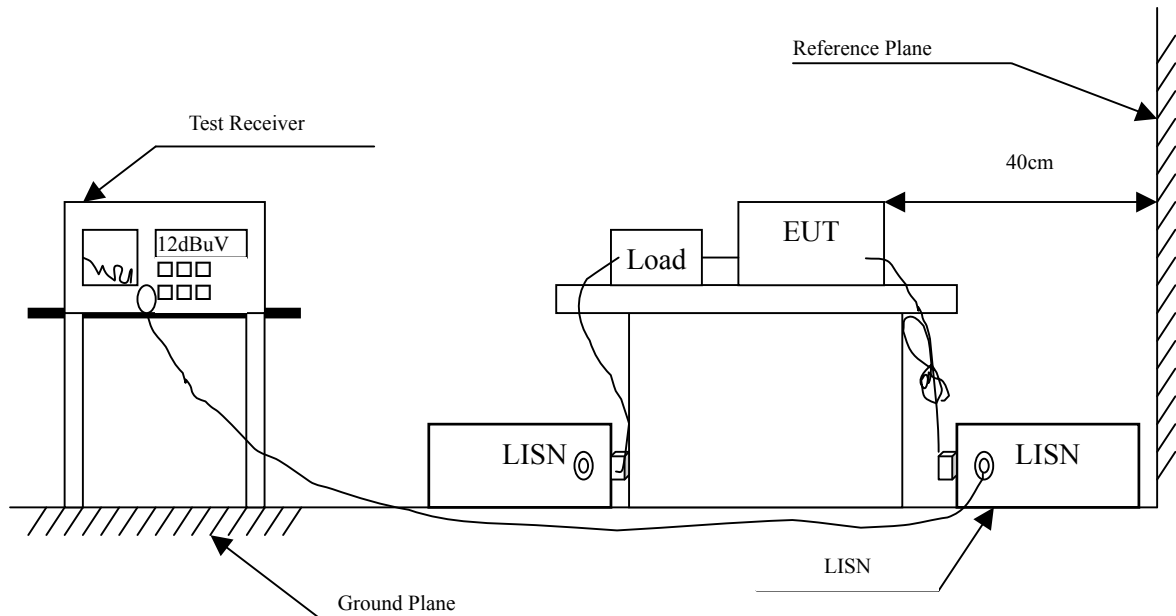 Reference Plane
Test Receiver
40cm
12dBuV
EUT
Load
LISN
LISN
LISN
Ground Plane